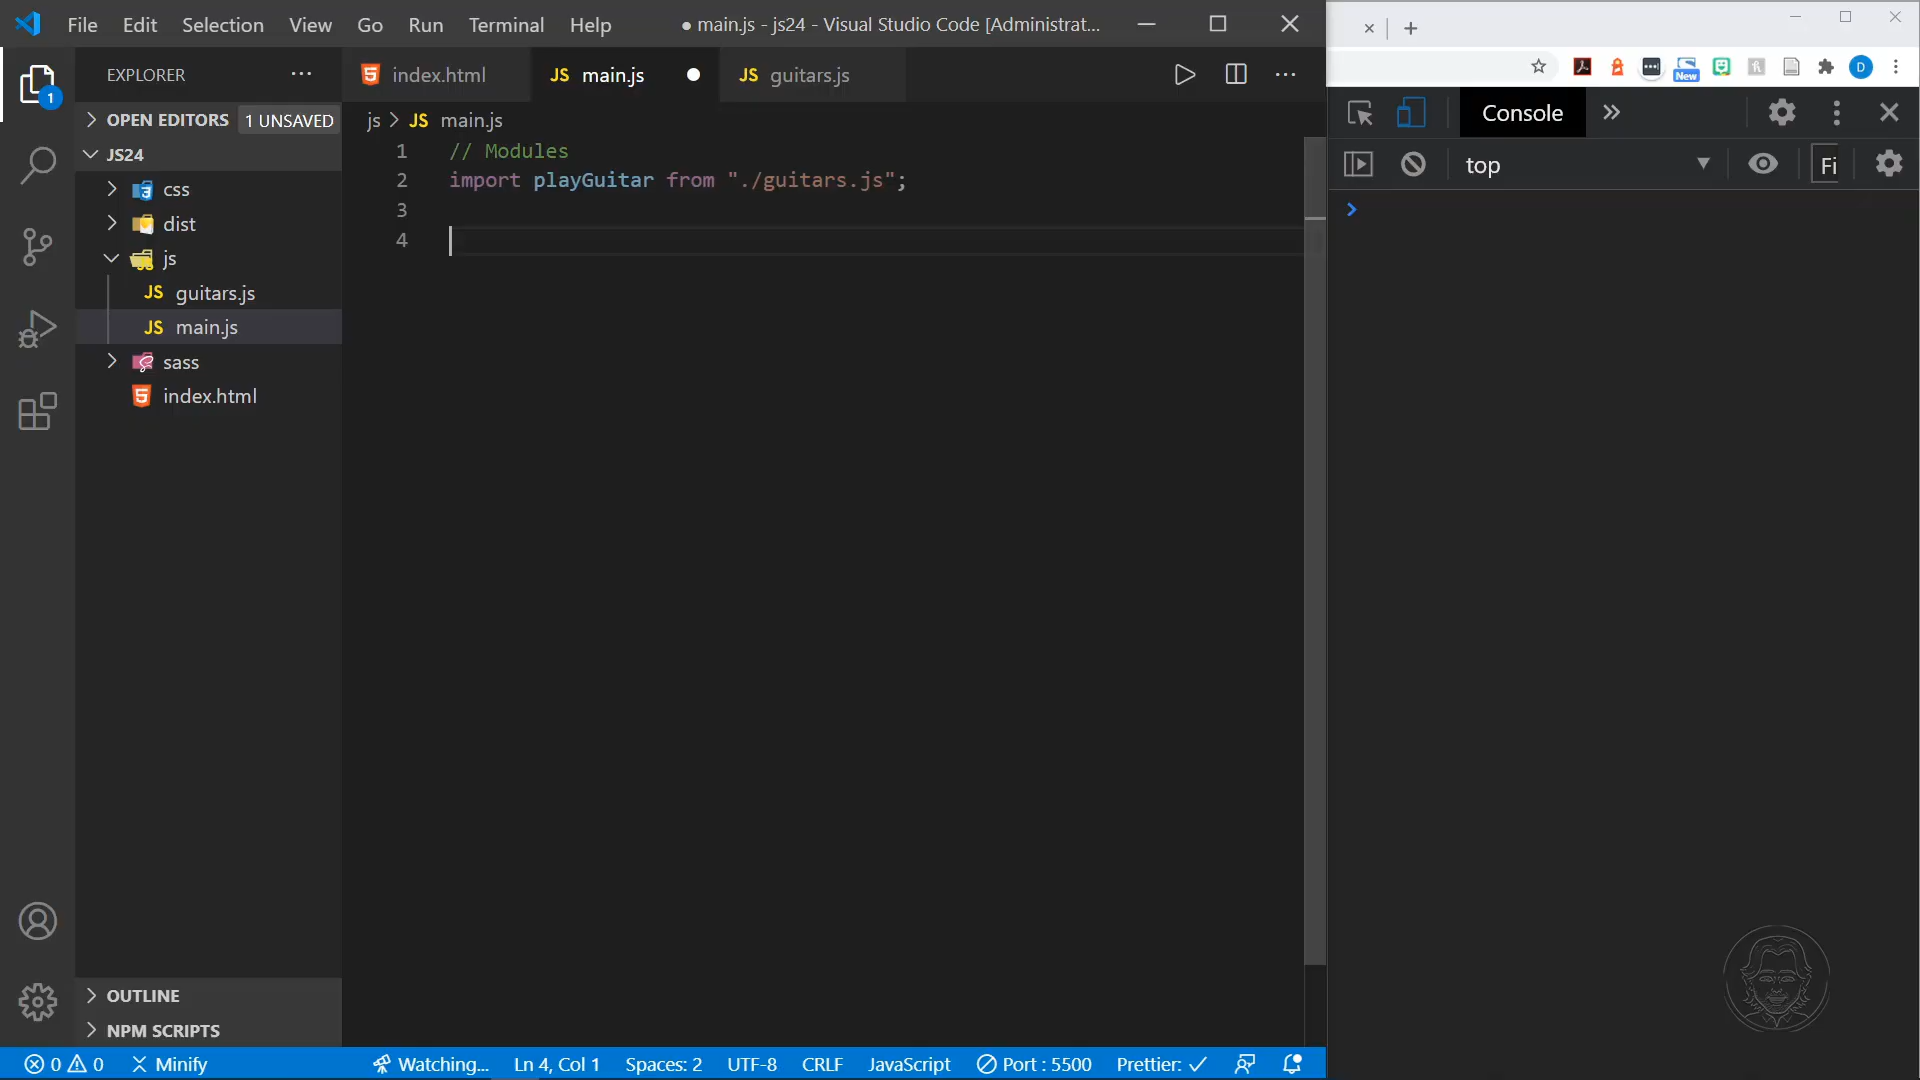 File Edit Selection View Go Run Terminal Help
● main.js - js24 - Visual Studio Code [Administrat...
EXPLORER
index.html
JS main.js
JS guitars.js
OPEN EDITORS 1 UNSAVED
js > JS main.js
JS24
css
dist
js
JS guitars.js
JS main.js
sass
index.html
1 // Modules
2 import playGuitar from "./guitars.js";
3
4
OUTLINE
NPM SCRIPTS
1
0 0 Minify Watching... Ln 4, Col 1 Spaces: 2 UTF-8 CRLF JavaScript Port : 5500 Prettier: ✓
New
D
Console
top
Fi